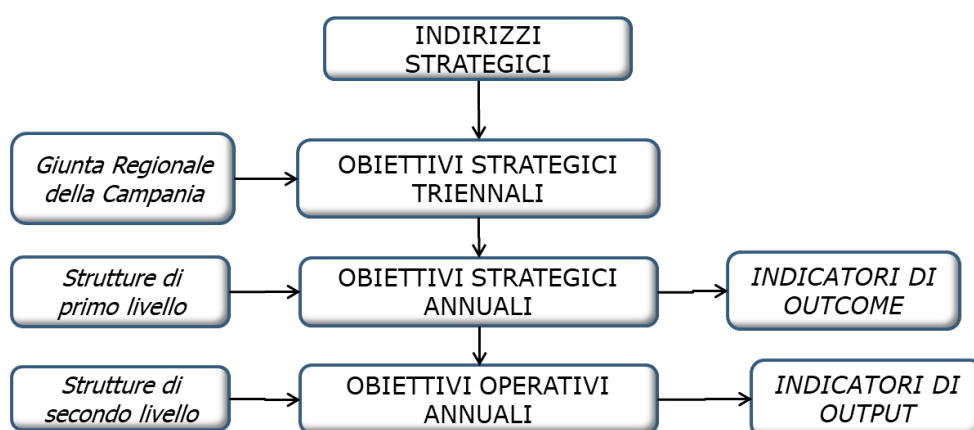 INDIRIZZI
STRATEGICI
Giunta Regionale
della Campania
OBIETTIVI STRATEGICI
TRIENNALI
Strutture di
primo livello
OBIETTIVI STRATEGICI
ANNUALI
INDICATORI DI
OUTCOME
Strutture di
secondo livello
OBIETTIVI OPERATIVI
ANNUALI
INDICATORI DI
OUTPUT